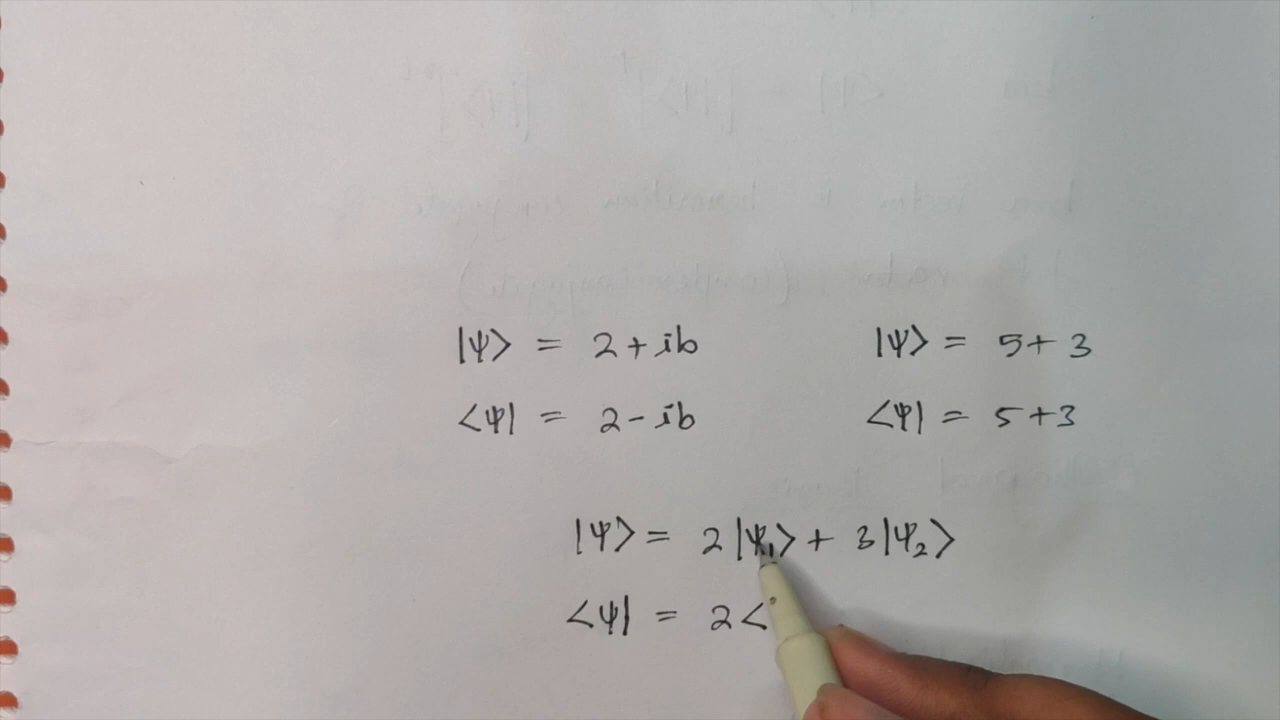 |ψ⟩ = 2 + ib |ψ⟩ = 5 + 3
⟨ψ| = 2 - ib ⟨ψ| = 5 + 3
|ψ⟩ = 2|ψ₁⟩ + 3|ψ₂⟩
⟨ψ| = 2⟨